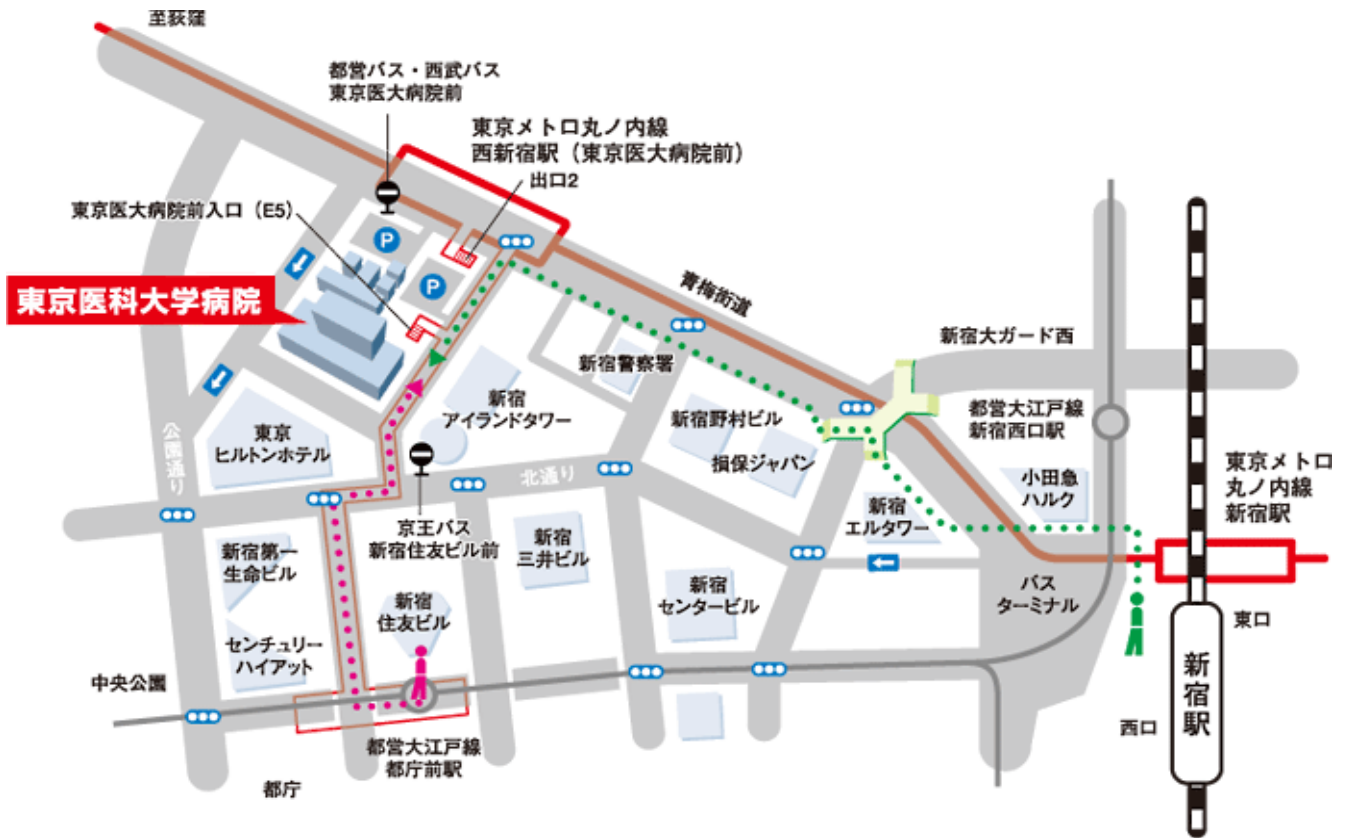 至荻窪
都営バス・西武バス
東京医大病院前
東京メトロ丸ノ内線
西新宿駅（東京医大病院前）
出口2
東京医大病院前入口（E5）
P
P
東京医科大学病院
青梅街道
新宿大ガード西
新宿警察署
都営大江戸線
新宿西口駅
新宿
アイランドタワー
新宿野村ビル
損保ジャパン
東京
ヒルトンホテル
公園通り
北通り
小田急
ハルク
東京メトロ
丸ノ内線
新宿駅
新宿
エルタワー
京王バス
新宿住友ビル前
新宿第一
生命ビル
新宿
三井ビル
新宿
センタービル
バス
ターミナル
新宿
住友ビル
東口
センチュリー
ハイアット
中央公園
新宿駅
西口
都営大江戸線
都庁前駅
都庁